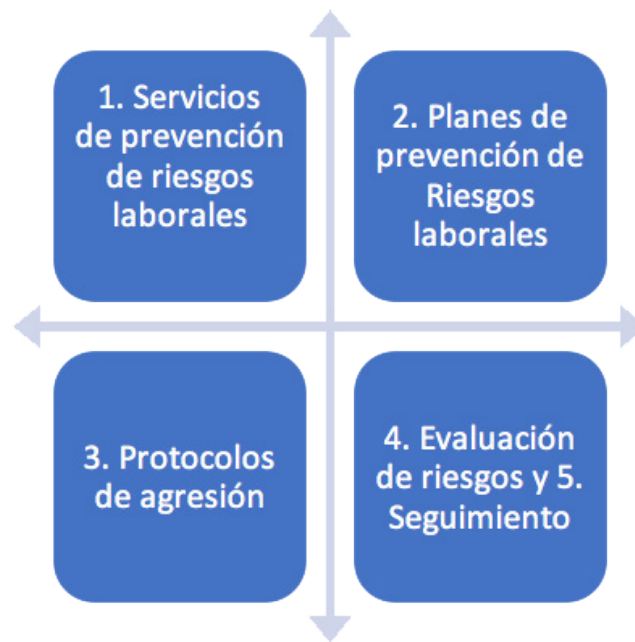 1. Servicios
de prevención
de riesgos
laborales
2. Planes de
prevención de
Riesgos
laborales
3. Protocolos
de agresión
4. Evaluación
de riesgos y 5.
Seguimiento